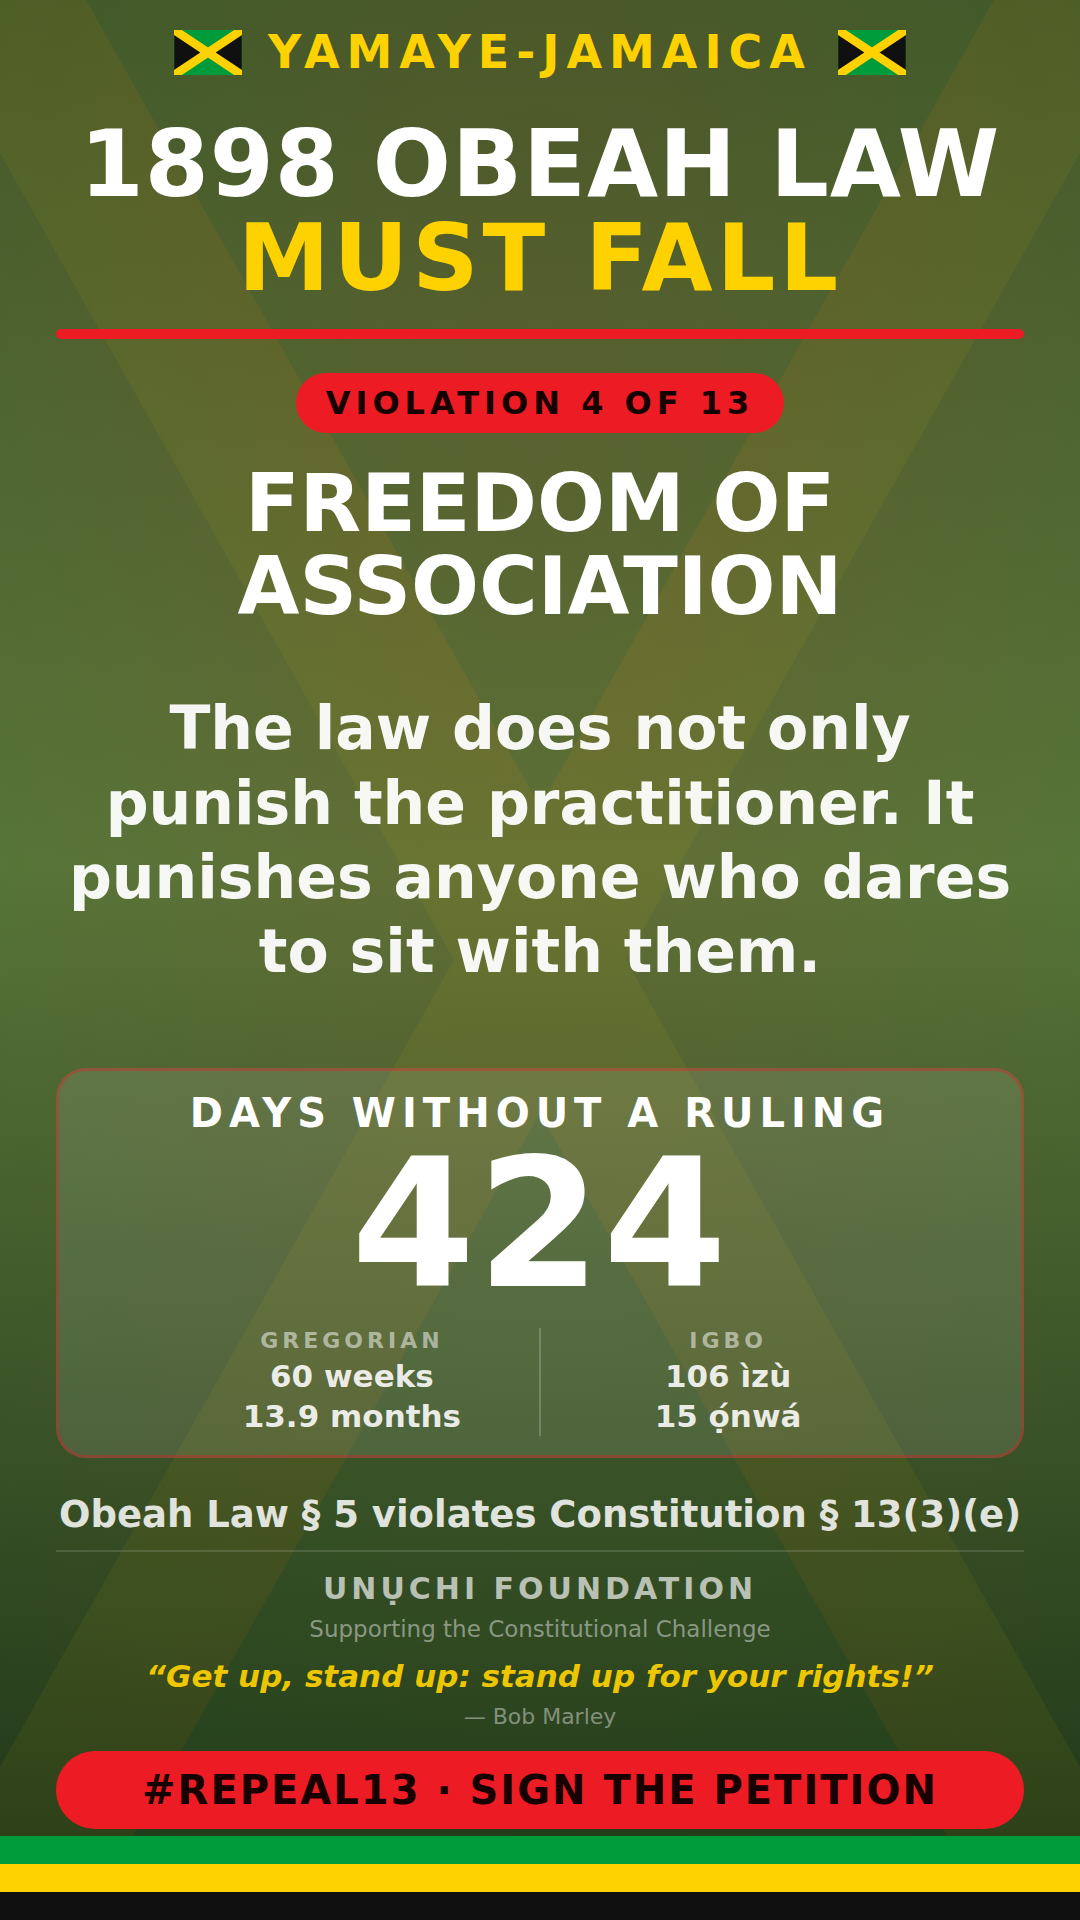 YAMAYE-JAMAICA
1898 OBEAH LAW
MUST FALL
VIOLATION 4 OF 13
FREEDOM OF
ASSOCIATION
The law does not only
punish the practitioner. It
punishes anyone who dares
to sit with them.
DAYS WITHOUT A RULING
424
GREGORIAN
60 weeks
13.9 months
IGBO
106 ìzù
15 ọ́nwá
Obeah Law § 5 violates Constitution § 13(3)(e)
UNỤCHI FOUNDATION
Supporting the Constitutional Challenge
“Get up, stand up: stand up for your rights!”
— Bob Marley
#REPEAL13 · SIGN THE PETITION